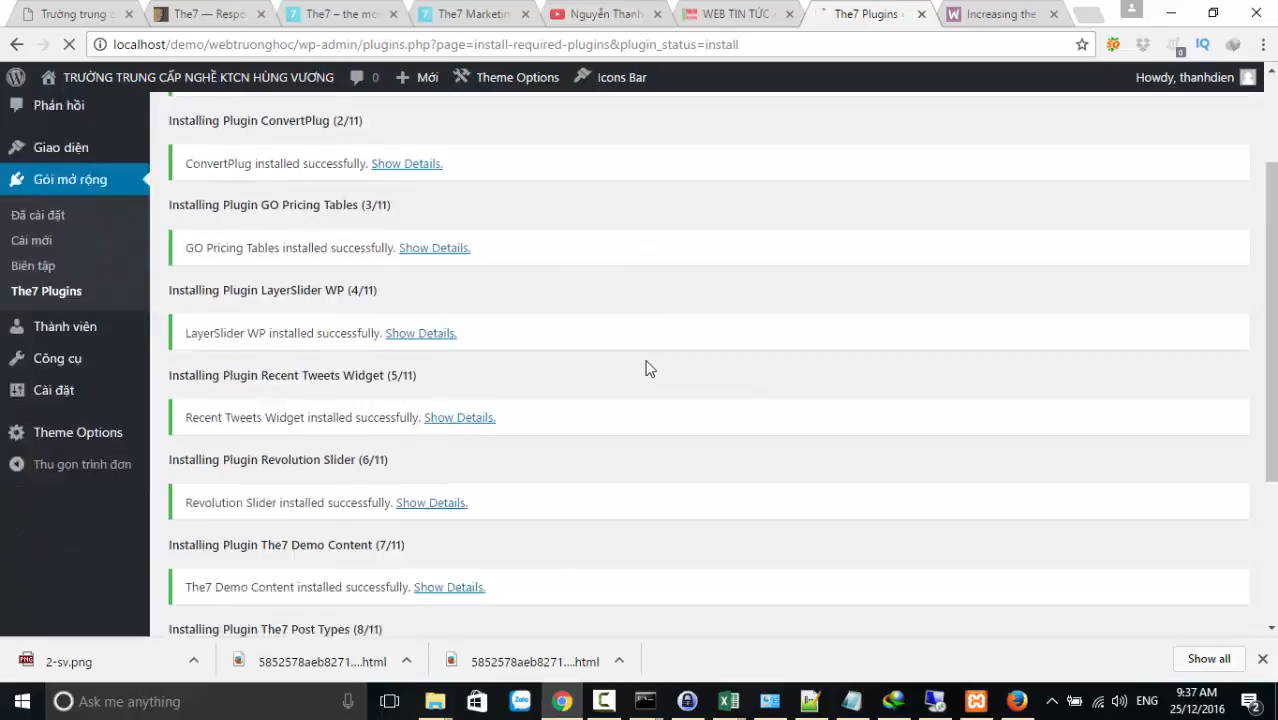 Trường trung c
The7 — Respo
The7 – the mo
The7 Marketin
Nguyễn Thanh
WEB TIN TỨC
The7 Plugins
Increasing the
localhost/demo/webtruonghoc/wp-admin/plugins.php?page=install-required-plugins&plugin_status=install
TRƯỜNG TRUNG CẤP NGHỀ KTCN HÙNG VƯƠNG 0 Mới Theme Options Icons Bar Howdy, thanhdien
Phản hồi
Giao diện
Gói mở rộng
Đã cài đặt
Cài mới
Biên tập
The7 Plugins
Thành viên
Công cụ
Cài đặt
Theme Options
Thu gọn trình đơn
Installing Plugin ConvertPlug (2/11)
ConvertPlug installed successfully. Show Details.
Installing Plugin GO Pricing Tables (3/11)
GO Pricing Tables installed successfully. Show Details.
Installing Plugin LayerSlider WP (4/11)
LayerSlider WP installed successfully. Show Details.
Installing Plugin Recent Tweets Widget (5/11)
Recent Tweets Widget installed successfully. Show Details.
Installing Plugin Revolution Slider (6/11)
Revolution Slider installed successfully. Show Details.
Installing Plugin The7 Demo Content (7/11)
The7 Demo Content installed successfully. Show Details.
Installing Plugin The7 Post Types (8/11)
2-sv.png
5852578aeb8271....html
5852578aeb8271....html
Show all
Ask me anything
ENG
9:37 AM
25/12/2016
2